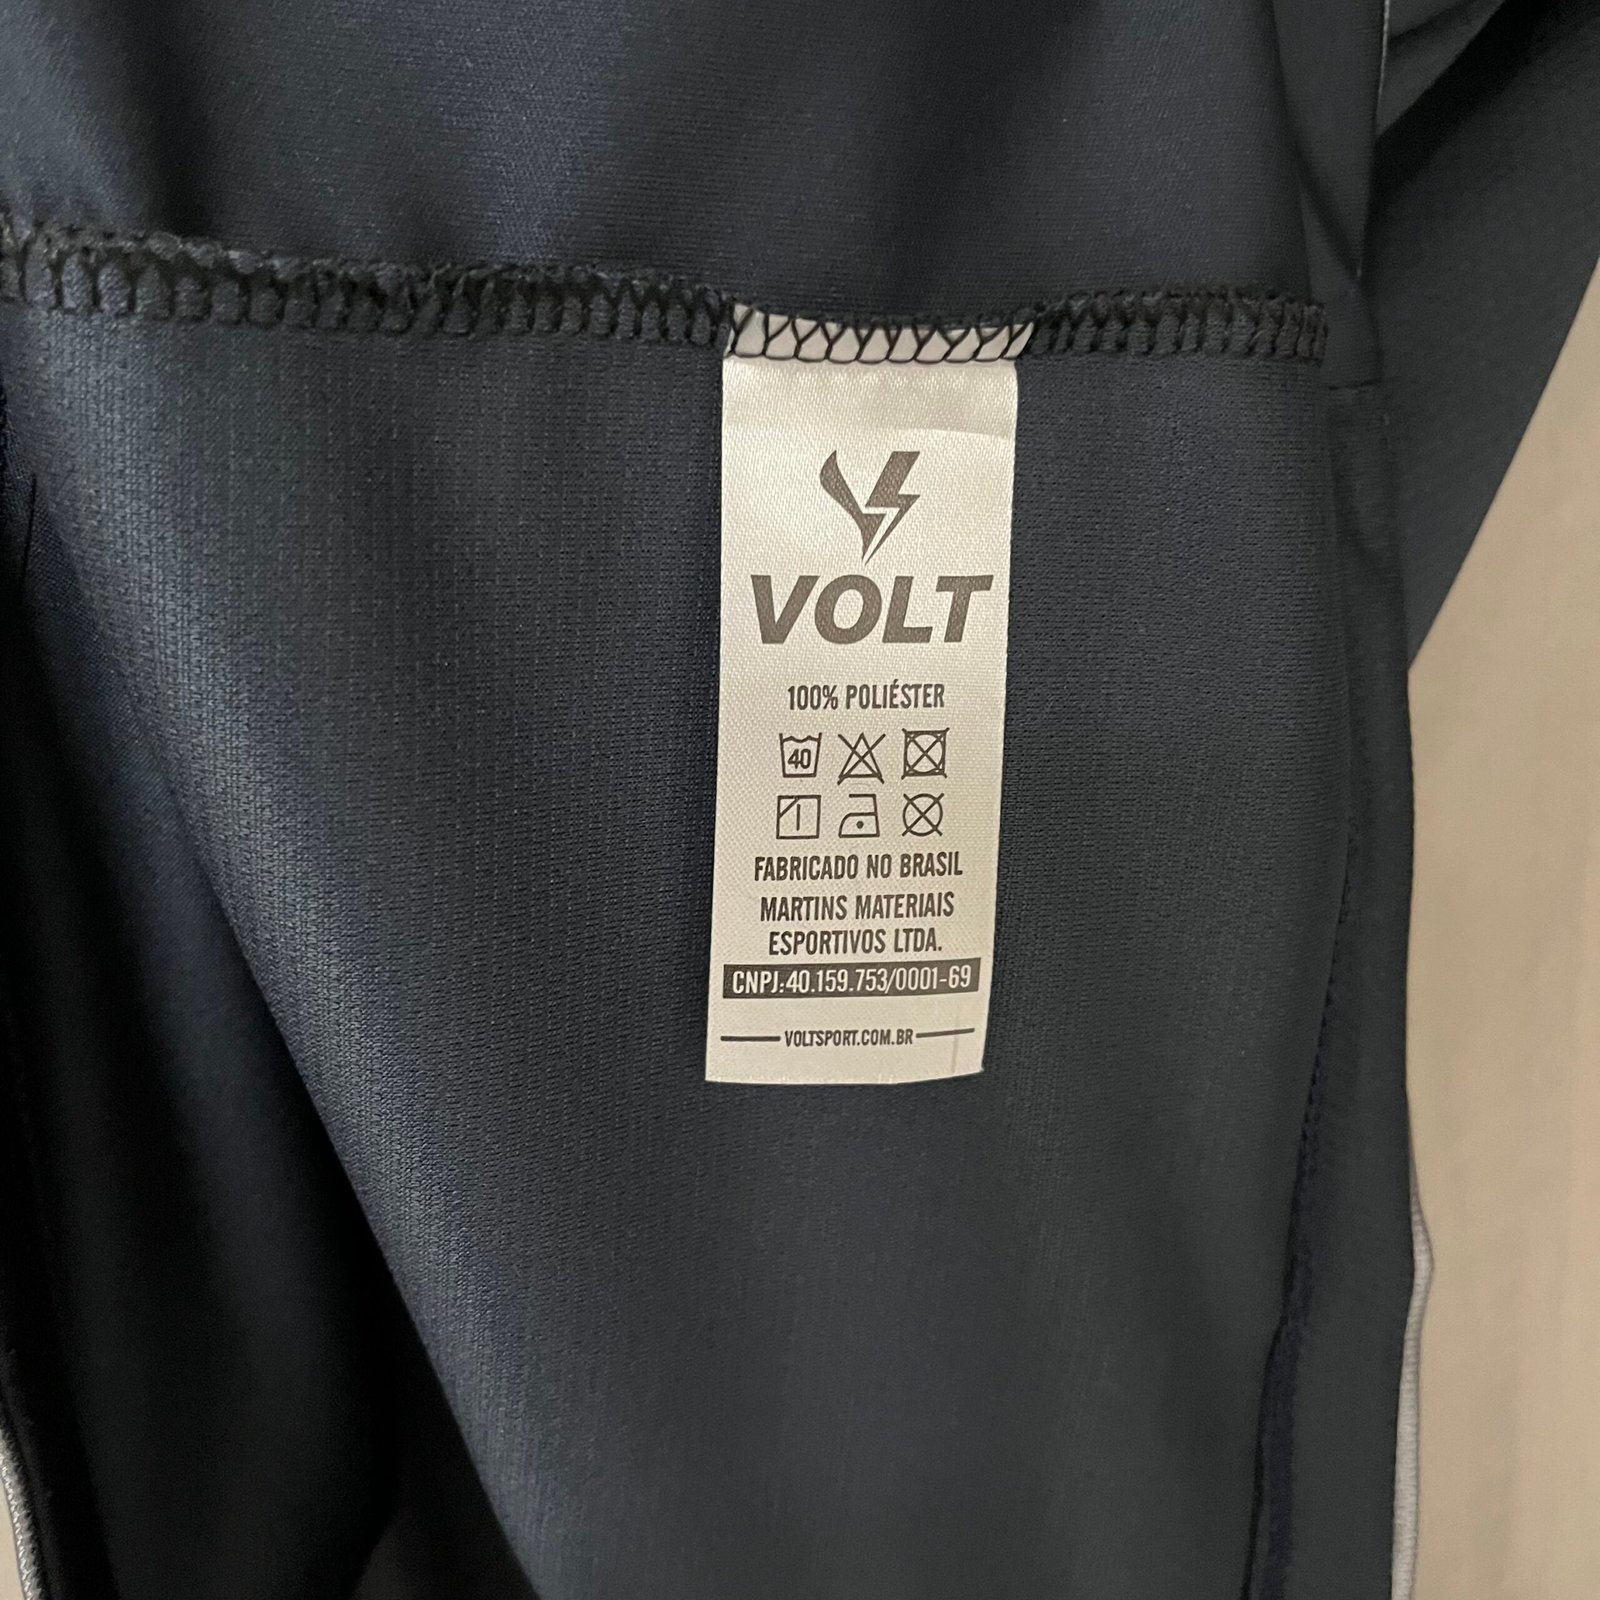 VOLT
100% POLIÉSTER
40
FABRICADO NO BRASIL
MARTINS MATERIAIS
ESPORTIVOS LTDA.
CNPJ:40.159.753/0001-69
VOLTSPORT.COM.BR